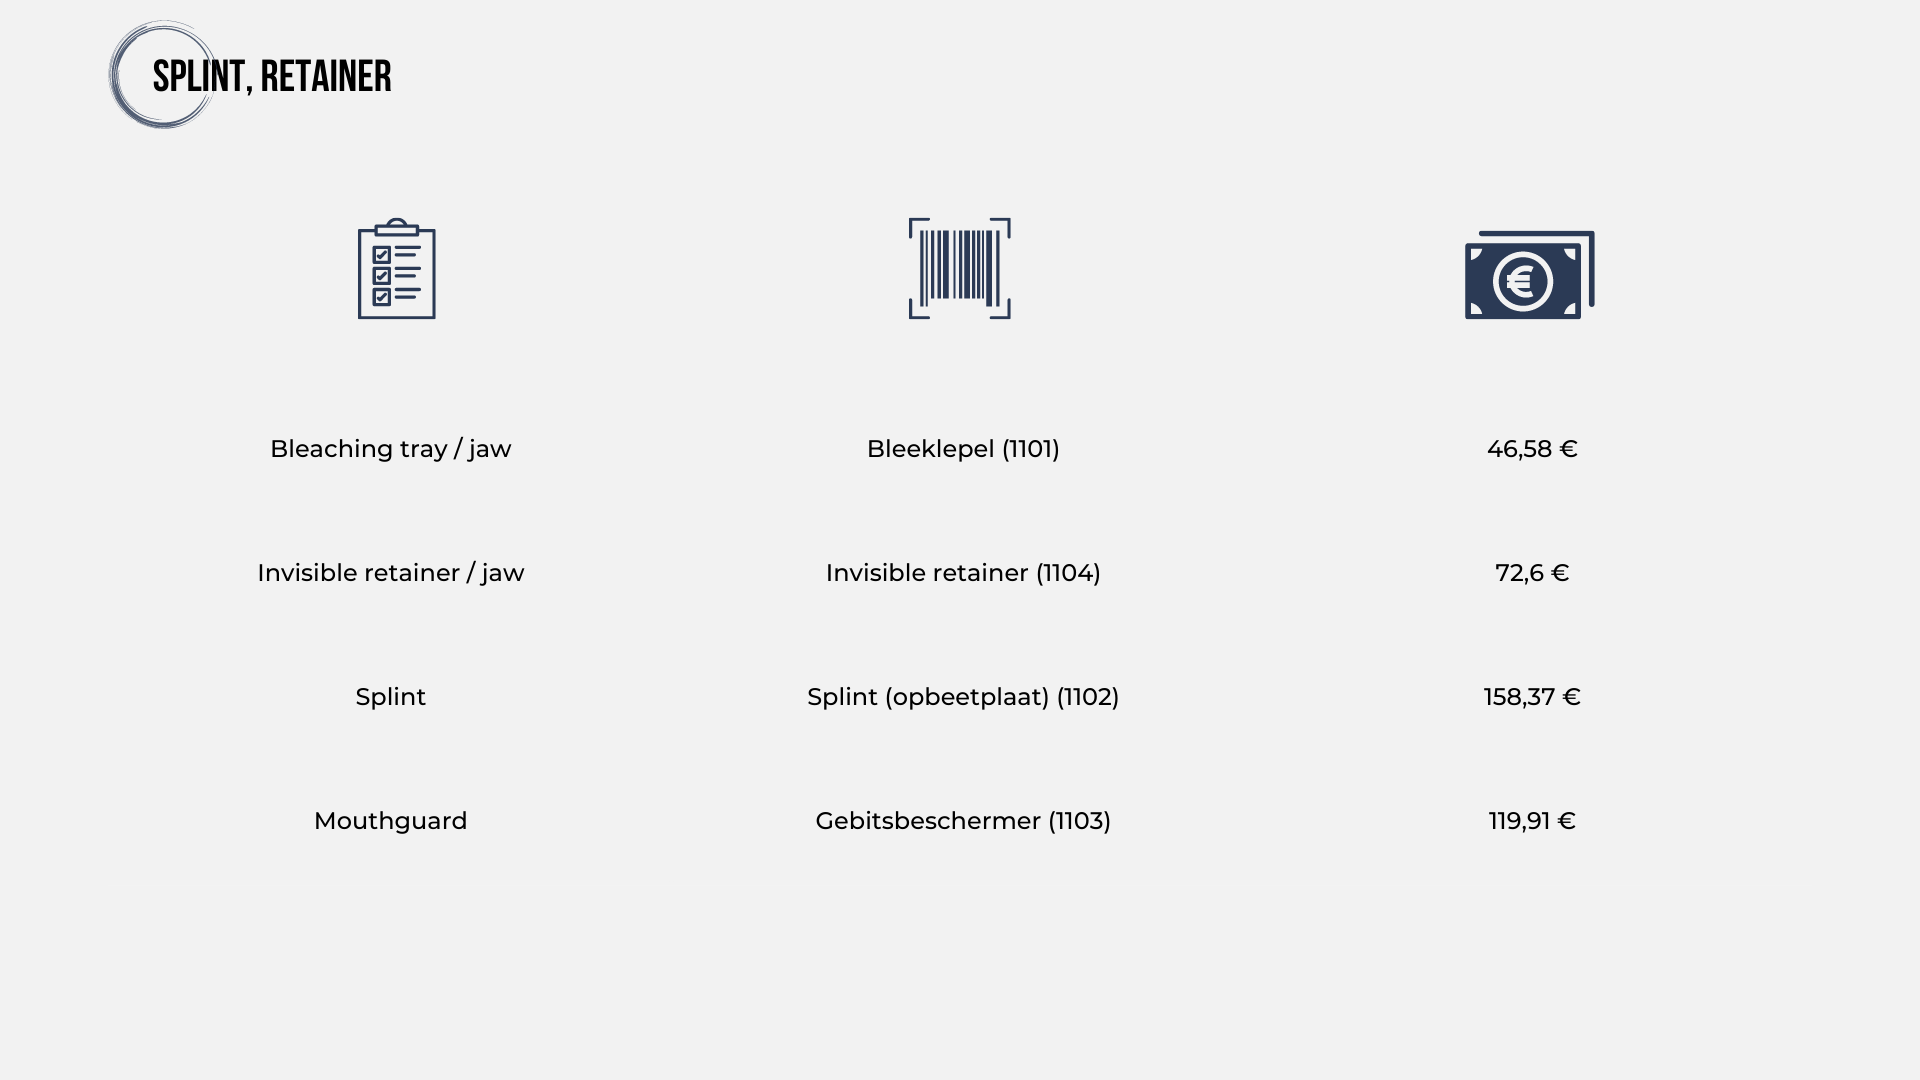 SPLINT, RETAINER
Bleaching tray / jaw Bleeklepel (1101) 46,58 €
Invisible retainer / jaw Invisible retainer (1104) 72,6 €
Splint Splint (opbeetplaat) (1102) 158,37 €
Mouthguard Gebitsbeschermer (1103) 119,91 €